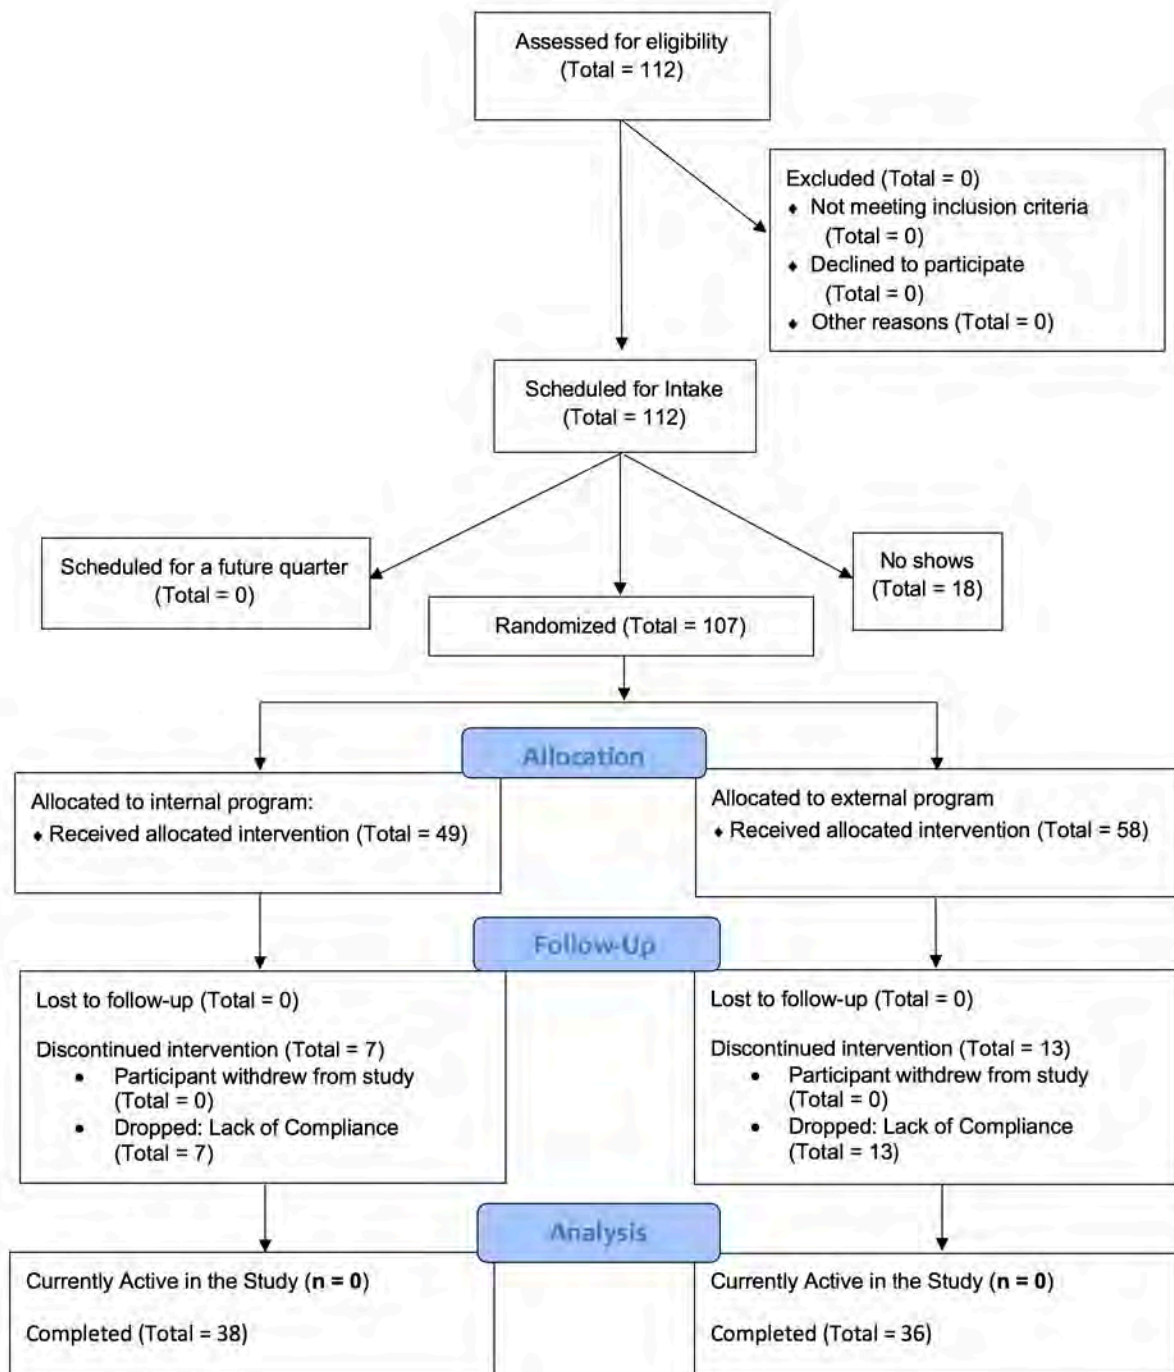 Assessed for eligibility
(Total = 112)
Excluded (Total = 0)
♦ Not meeting inclusion criteria
(Total = 0)
♦ Declined to participate
(Total = 0)
♦ Other reasons (Total = 0)
Scheduled for Intake
(Total = 112)
Scheduled for a future quarter
(Total = 0)
No shows
(Total = 18)
Randomized (Total = 107)
Allocation
Allocated to internal program:
♦ Received allocated intervention (Total = 49)
Allocated to external program
♦ Received allocated intervention (Total = 58)
Follow-Up
Lost to follow-up (Total = 0)
Discontinued intervention (Total = 7)
• Participant withdrew from study
(Total = 0)
• Dropped: Lack of Compliance
(Total = 7)
Lost to follow-up (Total = 0)
Discontinued intervention (Total = 13)
• Participant withdrew from study
(Total = 0)
• Dropped: Lack of Compliance
(Total = 13)
Analysis
Currently Active in the Study (n = 0)
Completed (Total = 38)
Currently Active in the Study (n = 0)
Completed (Total = 36)